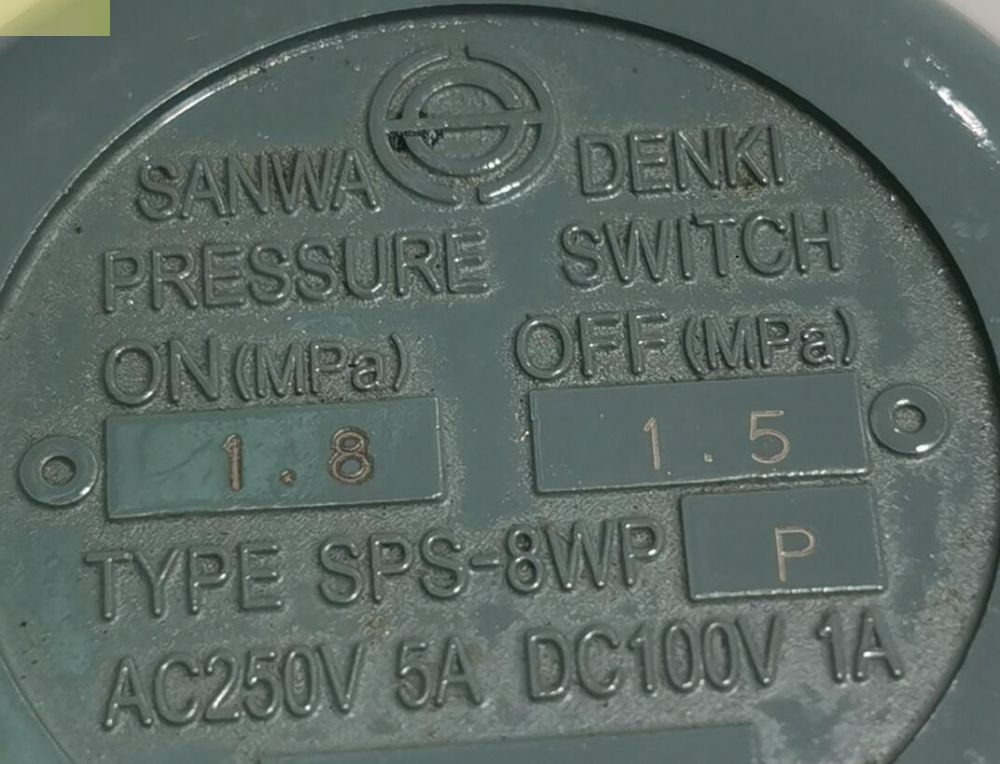 SANWA DENKI
PRESSURE SWITCH
ON(MPa) OFF(MPa)
1.8 1.5
TYPE SPS-8WP P
AC250V 5A DC100V 1A